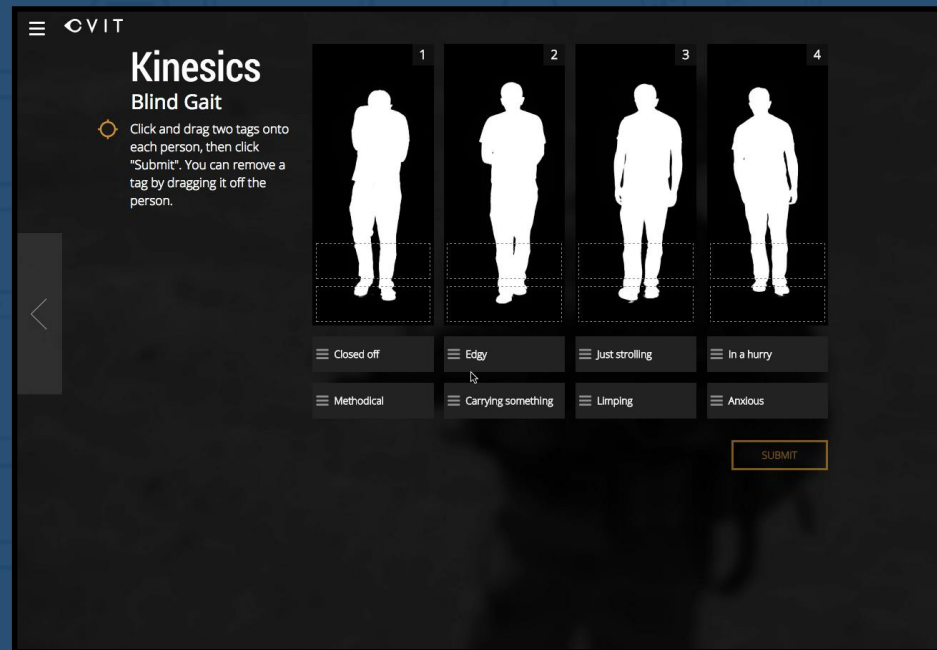 CVIT
Kinesics
Blind Gait
Click and drag two tags onto
each person, then click
"Submit". You can remove a
tag by dragging it off the
person.
1
2
3
4
Closed off
Edgy
Just strolling
In a hurry
Methodical
Carrying something
Limping
Anxious
SUBMIT